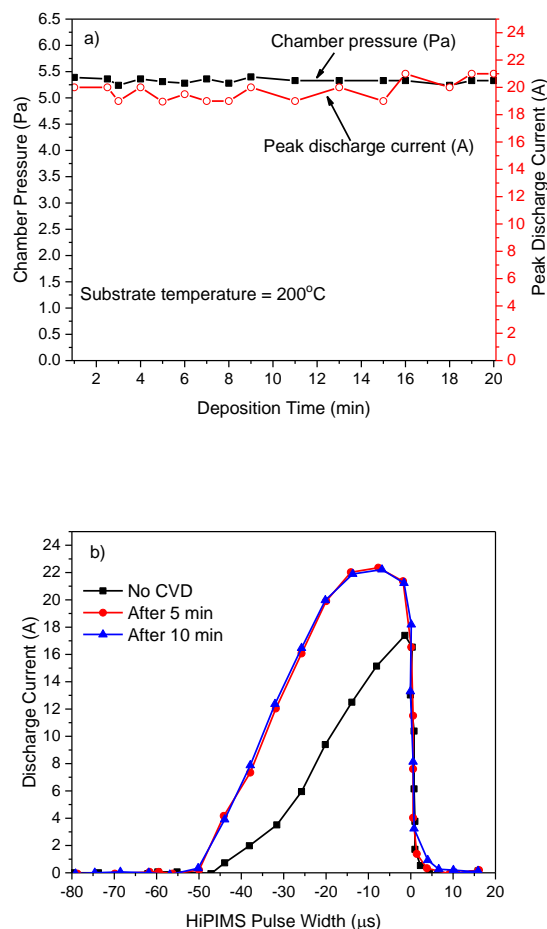 a)
Chamber pressure (Pa)
Peak discharge current (A)
Substrate temperature = 200°C
Chamber Pressure (Pa)
6.5
6.0
5.5
5.0
4.5
4.0
3.5
3.0
2.5
2.0
1.5
1.0
0.5
0.0
Peak Discharge Current (A)
24
22
20
18
16
14
12
10
8
6
4
2
0
2 4 6 8 10 12 14 16 18 20
Deposition Time (min)
b)
No CVD
After 5 min
After 10 min
Discharge Current (A)
24
22
20
18
16
14
12
10
8
6
4
2
0
-80 -70 -60 -50 -40 -30 -20 -10 0 10 20
HiPIMS Pulse Width (μs)